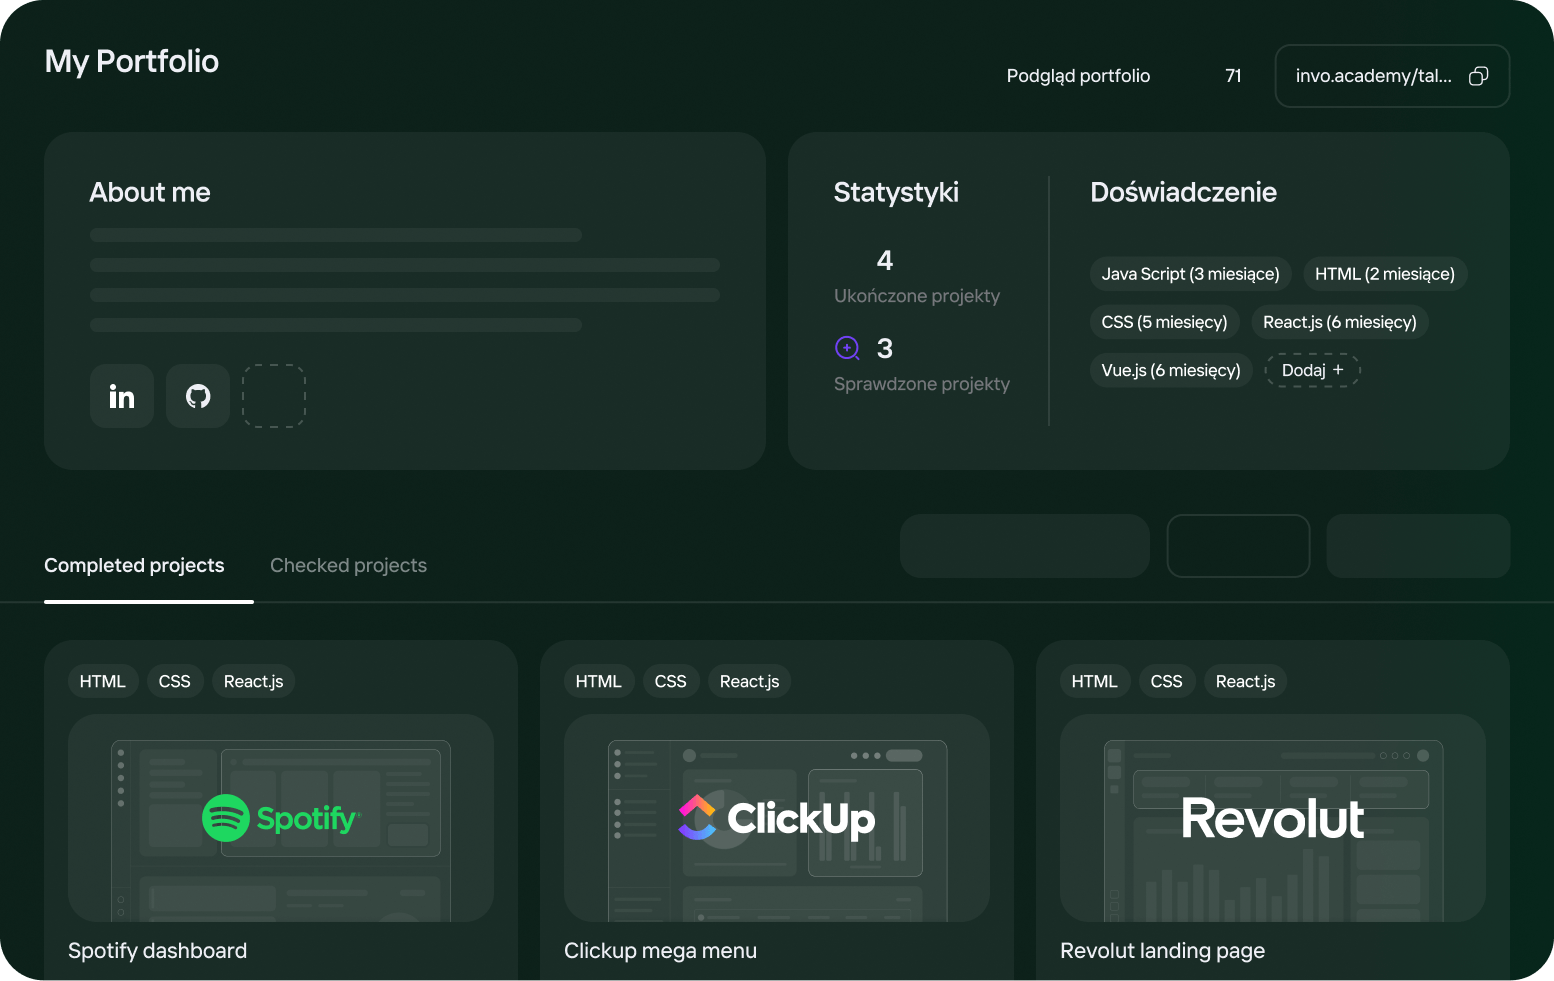 My Portfolio
Podgląd portfolio 71 invo.academy/tal...
About me
Statystyki
4
Ukończone projekty
3
Sprawdzone projekty
Doświadczenie
Java Script (3 miesiące) HTML (2 miesiące)
CSS (5 miesięcy) React.js (6 miesięcy)
Vue.js (6 miesięcy) Dodaj +
in
Completed projects Checked projects
HTML CSS React.js
Spotify
Spotify dashboard
HTML CSS React.js
ClickUp
Clickup mega menu
HTML CSS React.js
Revolut
Revolut landing page